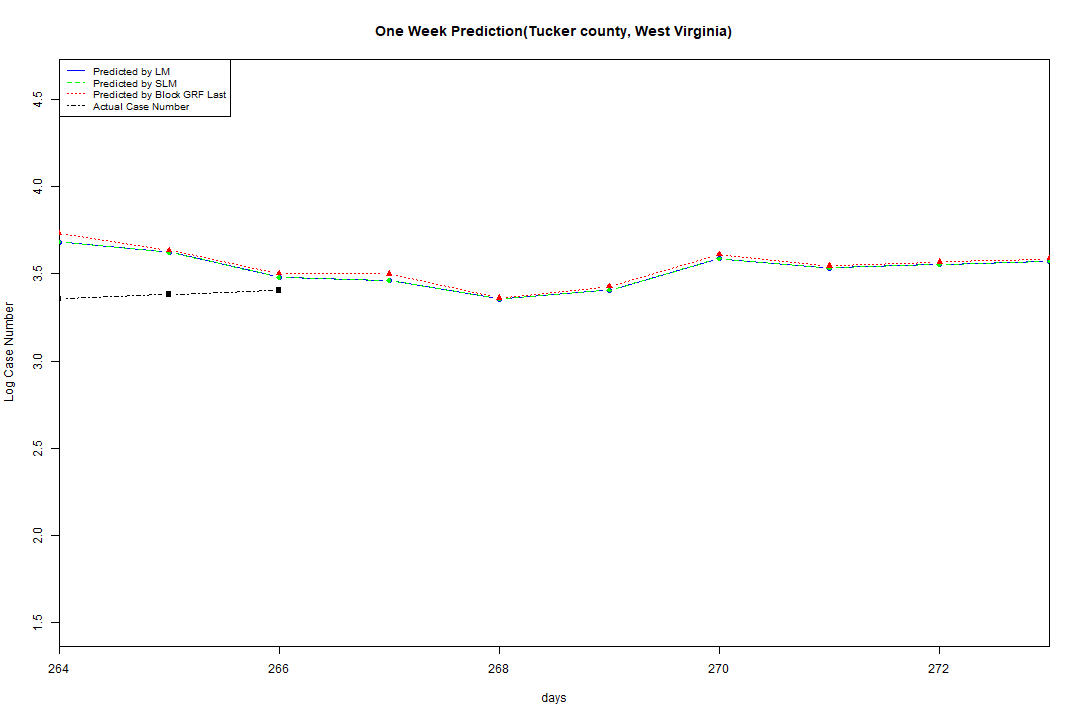 One Week Prediction(Tucker county, West Virginia)
Predicted by LM
Predicted by SLM
Predicted by Block GRF Last
Actual Case Number
4.5
4.0
3.5
3.0
2.5
2.0
1.5
Log Case Number
264 266 268 270 272
days